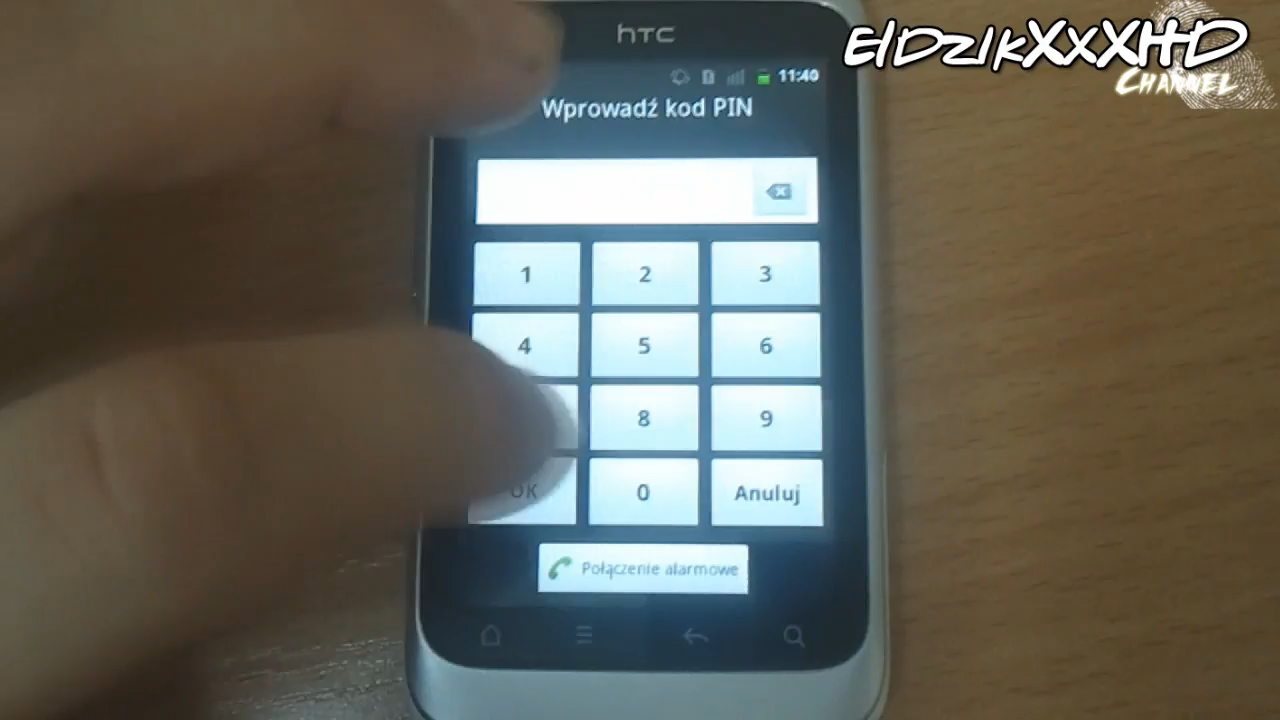 ElDzIkXxXHD
Channel
hTC
11:40
Wprowadź kod PIN
1 2 3
4 5 6
8 9
OK 0 Anuluj
Połączenie alarmowe